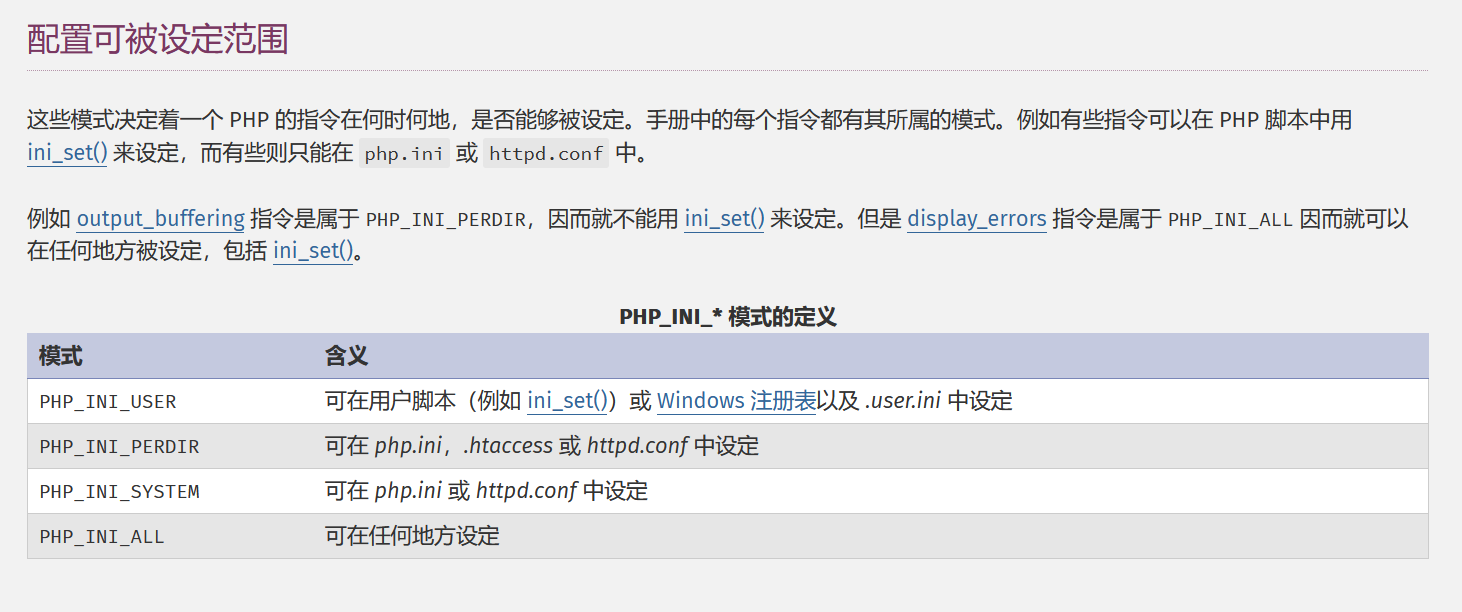 配置可被设定范围
这些模式决定着一个 PHP 的指令在何时何地，是否能够被设定。手册中的每个指令都有其所属的模式。例如有些指令可以在 PHP 脚本中用
ini_set() 来设定，而有些则只能在 php.ini 或 httpd.conf 中。
例如 output_buffering 指令是属于 PHP_INI_PERDIR，因而就不能用 ini_set() 来设定。但是 display_errors 指令是属于 PHP_INI_ALL 因而就可以
在任何地方被设定，包括 ini_set()。
PHP_INI_* 模式的定义
模式 含义
PHP_INI_USER 可在用户脚本（例如 ini_set()）或 Windows 注册表以及 .user.ini 中设定
PHP_INI_PERDIR 可在 php.ini，.htaccess 或 httpd.conf 中设定
PHP_INI_SYSTEM 可在 php.ini 或 httpd.conf 中设定
PHP_INI_ALL 可在任何地方设定